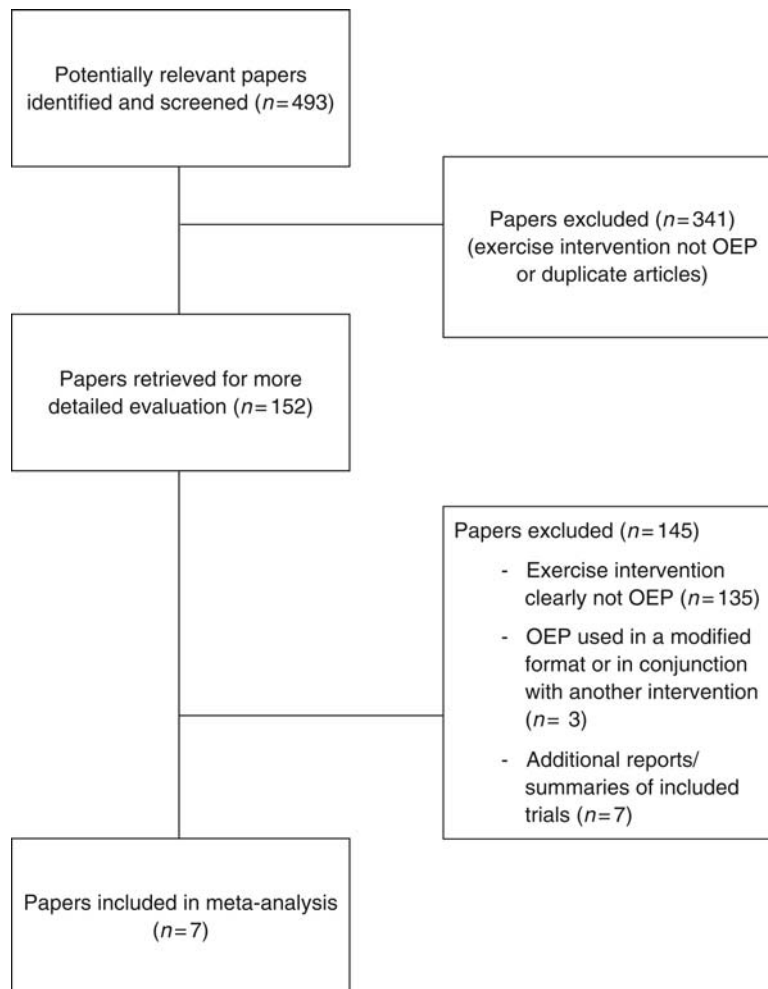 Potentially relevant papers
identified and screened (n=493)
Papers excluded (n=341)
(exercise intervention not OEP
or duplicate articles)
Papers retrieved for more
detailed evaluation (n=152)
Papers excluded (n=145)
- Exercise intervention
clearly not OEP (n=135)
- OEP used in a modified
format or in conjunction
with another intervention
(n= 3)
- Additional reports/
summaries of included
trials (n=7)
Papers included in meta-analysis
(n=7)